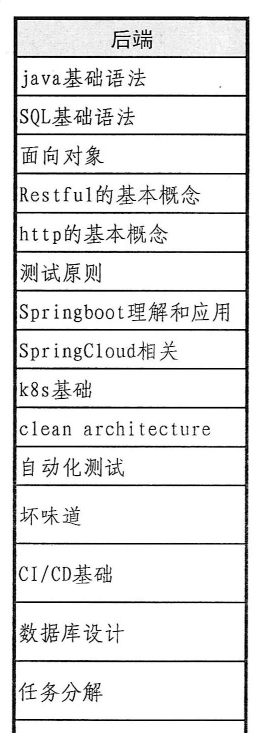 后端
java基础语法
SQL基础语法
面向对象
Restful的基本概念
http的基本概念
测试原则
Springboot理解和应用
SpringCloud相关
k8s基础
clean architecture
自动化测试
坏味道
CI/CD基础
数据库设计
任务分解